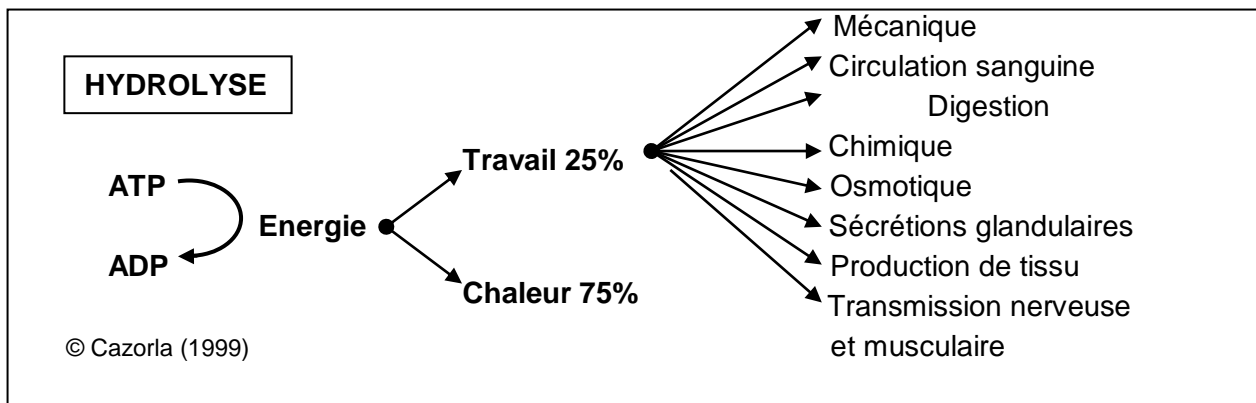 HYDROLYSE
ATP
ADP
Energie
Travail 25%
Chaleur 75%
Mécanique
Circulation sanguine
Digestion
Chimique
Osmotique
Sécrétions glandulaires
Production de tissu
Transmission nerveuse
et musculaire
© Cazorla (1999)